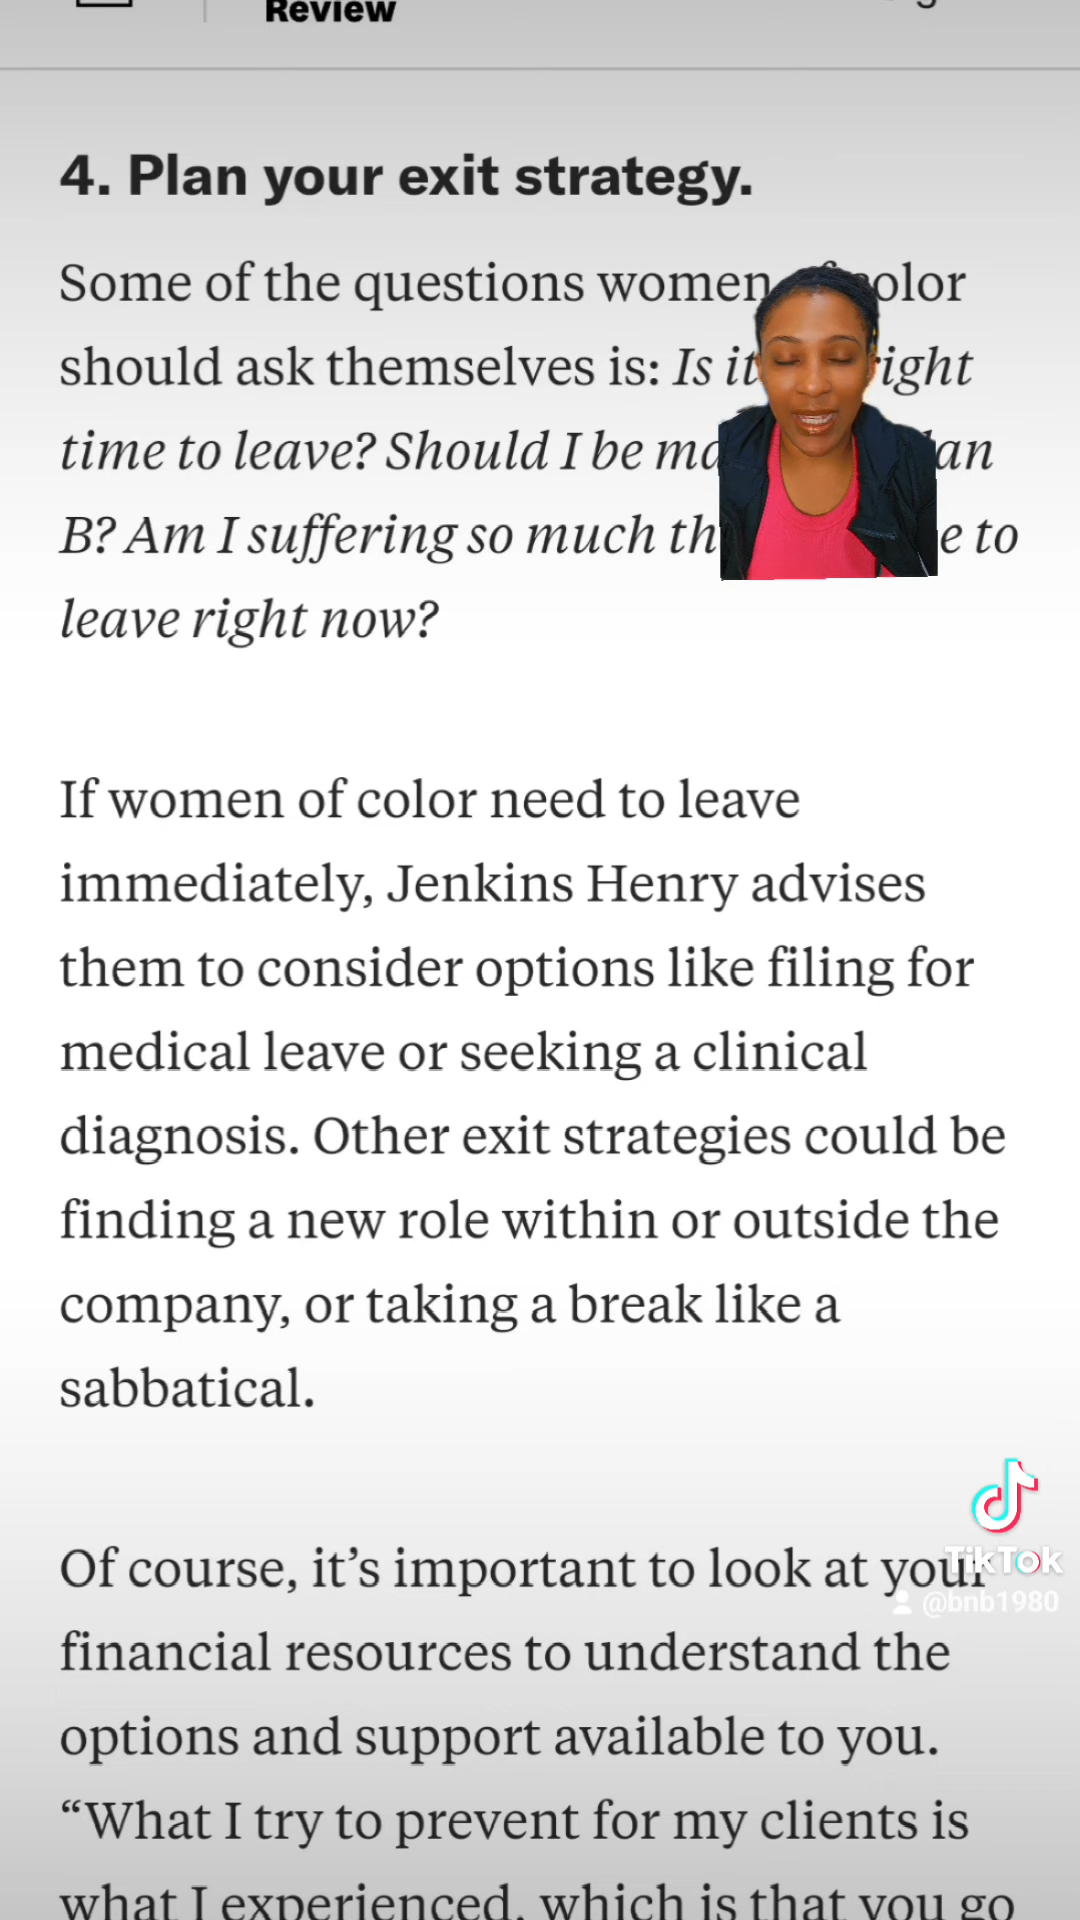 Review
4. Plan your exit strategy.
Some of the questions women olor
should ask themselves is: Is it ight
time to leave? Should I be ma an
B? Am I suffering so much th e to
leave right now?
If women of color need to leave
immediately, Jenkins Henry advises
them to consider options like filing for
medical leave or seeking a clinical
diagnosis. Other exit strategies could be
finding a new role within or outside the
company, or taking a break like a
sabbatical.
Of course, it’s important to look at your
financial resources to understand the
options and support available to you.
“What I try to prevent for my clients is
what I experienced, which is that you go
TikTok
@bnb1980